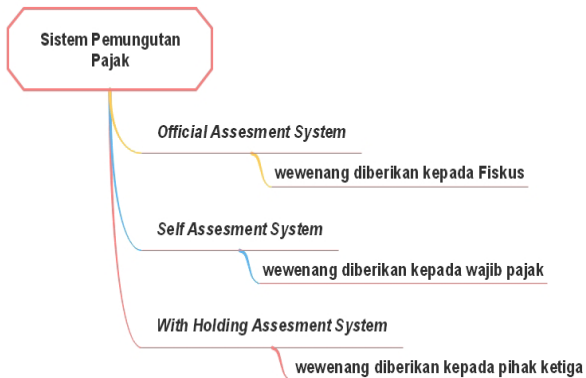 Sistem Pemungutan
Pajak
Official Assesment System
wewenang diberikan kepada Fiskus
Self Assesment System
wewenang diberikan kepada wajib pajak
With Holding Assesment System
wewenang diberikan kepada pihak ketiga